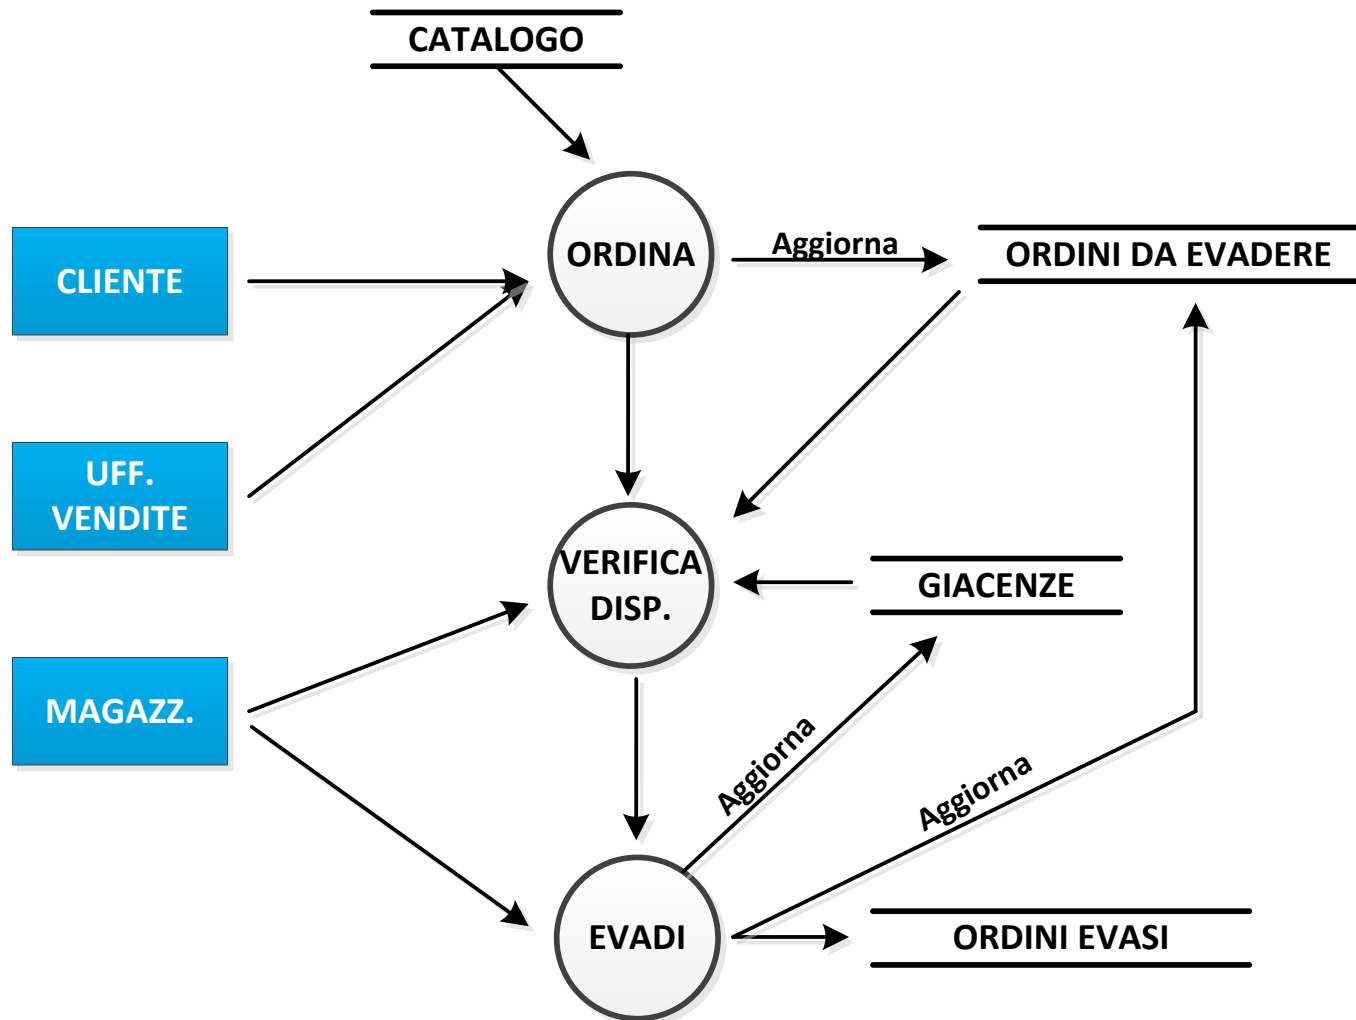 CATALOGO
ORDINA
Aggiorna
ORDINI DA EVADERE
CLIENTE
UFF.
VENDITE
VERIFICA
DISP.
GIACENZE
MAGAZZ.
Aggiorna
Aggiorna
EVADI
ORDINI EVASI